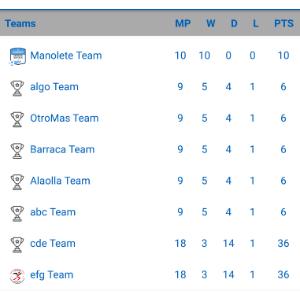 Teams MP W D L PTS
Manolete Team 10 10 0 0 10
algo Team 9 5 4 1 6
OtroMas Team 9 5 4 1 6
Barraca Team 9 5 4 1 6
Alaolla Team 9 5 4 1 6
abc Team 9 5 4 1 6
cde Team 18 3 14 1 36
efg Team 18 3 14 1 36